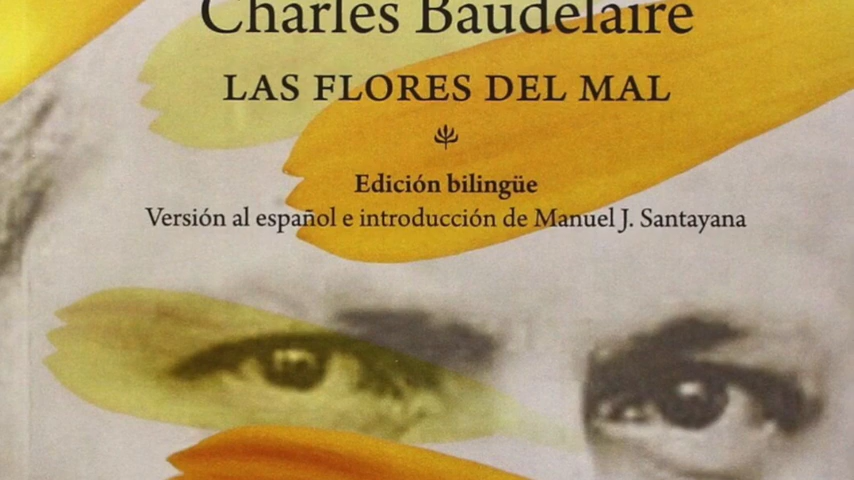 Charles Baudelaire
LAS FLORES DEL MAL
Edición bilingüe
Versión al español e introducción de Manuel J. Santayana